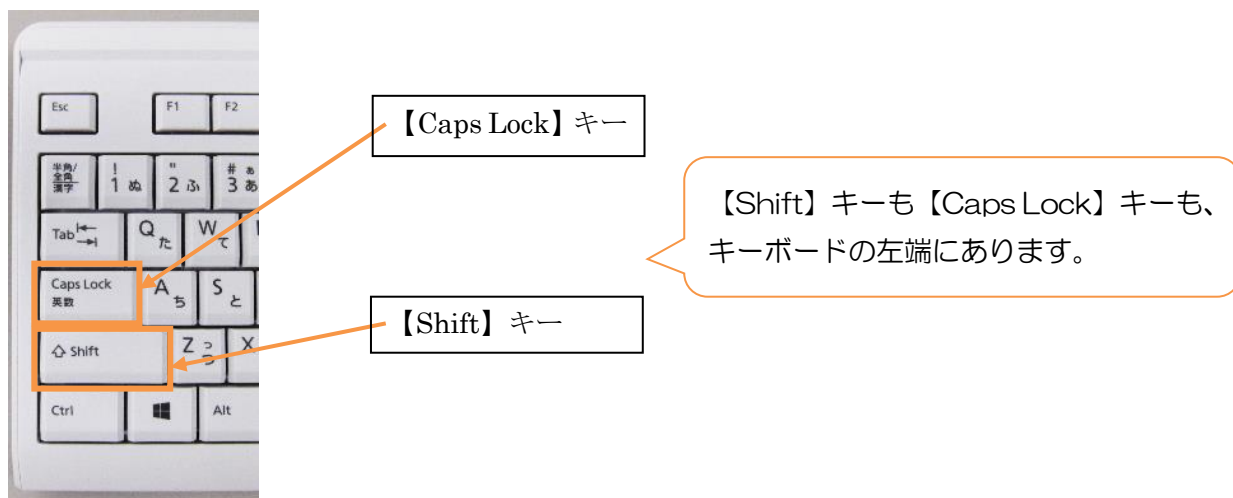 Esc F1 F2
半角/ ! " # ぁ
全角 1 ぬ 2 ふ 3 あ
漢字
Tab Q た W て
Caps Lock A ち S と
英数
Shift Z っ X
つ
Ctrl Alt
【Caps Lock】キー
【Shift】キー
【Shift】キーも【Caps Lock】キーも、
キーボードの左端にあります。